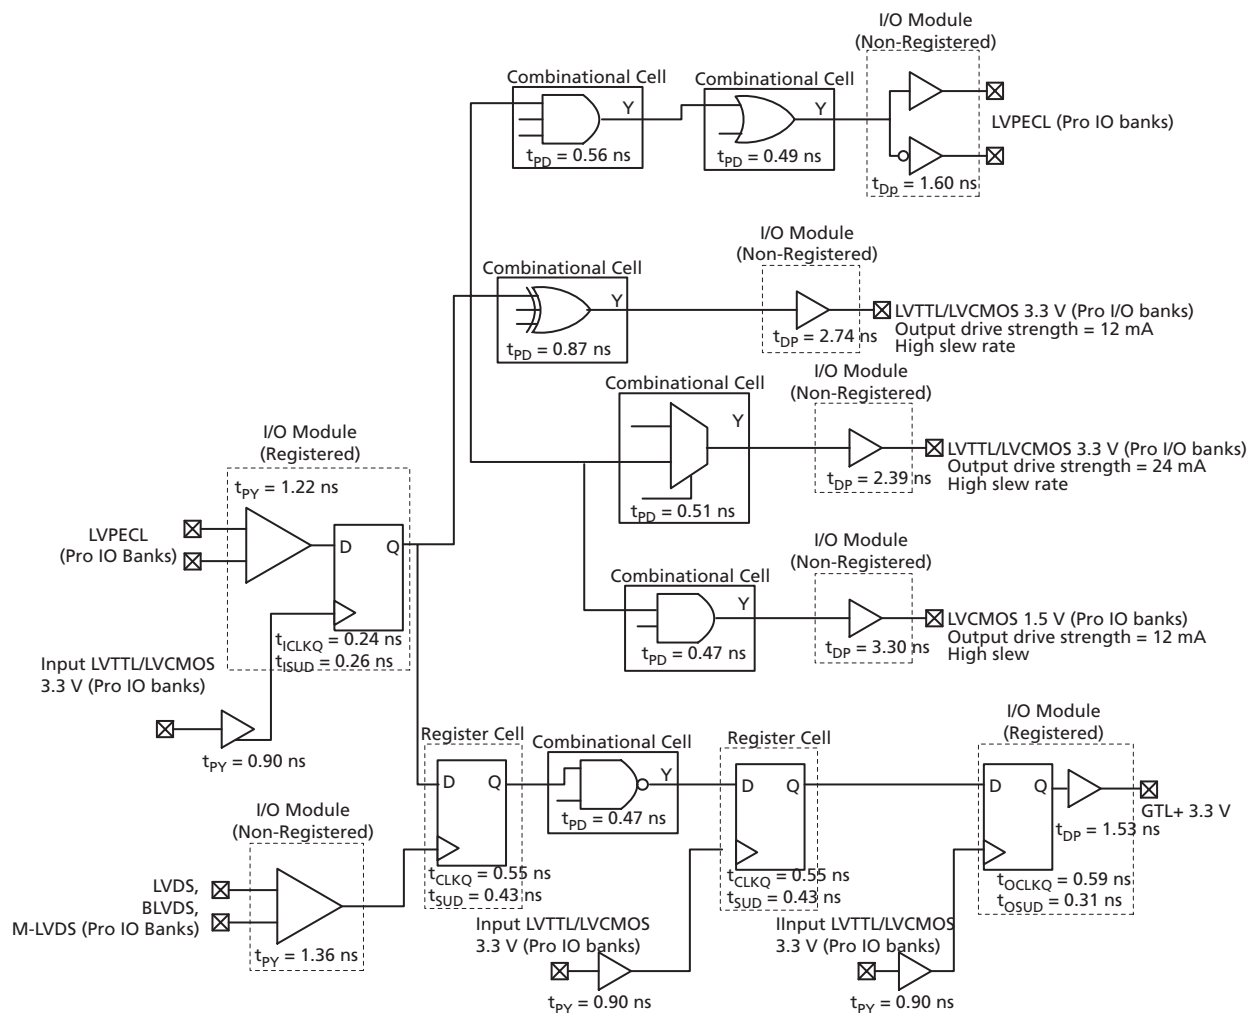 I/O Module
(Non-Registered)
Combinational Cell
Y
tPD = 0.56 ns
Combinational Cell
Y
tPD = 0.49 ns
LVPECL (Pro IO banks)
tDp = 1.60 ns
I/O Module
(Non-Registered)
Combinational Cell
Y
tPD = 0.87 ns
tDP = 2.74 ns
LVTTL/LVCMOS 3.3 V (Pro I/O banks)
Output drive strength = 12 mA
High slew rate
I/O Module
(Non-Registered)
Combinational Cell
Y
tPD = 0.51 ns
tDP = 2.39 ns
LVTTL/LVCMOS 3.3 V (Pro I/O banks)
Output drive strength = 24 mA
High slew rate
I/O Module
(Registered)
tPY = 1.22 ns
LVPECL
(Pro IO Banks)
D
Q
tICLKQ = 0.24 ns
tISUD = 0.26 ns
Input LVTTL/LVCMOS
3.3 V (Pro IO banks)
tPY = 0.90 ns
I/O Module
(Non-Registered)
Combinational Cell
Y
tPD = 0.47 ns
tDP = 3.30 ns
LVCMOS 1.5 V (Pro IO banks)
Output drive strength = 12 mA
High slew
Register Cell
D
Q
tCLKQ = 0.55 ns
tSUD = 0.43 ns
Combinational Cell
Y
tPD = 0.47 ns
Register Cell
D
Q
tCLKQ = 0.55 ns
tSUD = 0.43 ns
I/O Module
(Registered)
D
Q
tDP = 1.53 ns
GTL+ 3.3 V
tOCLKQ = 0.59 ns
tOSUD = 0.31 ns
I/O Module
(Non-Registered)
LVDS,
BLVDS,
M-LVDS (Pro IO Banks)
tPY = 1.36 ns
Input LVTTL/LVCMOS
3.3 V (Pro IO banks)
tPY = 0.90 ns
IInput LVTTL/LVCMOS
3.3 V (Pro IO banks)
tPY = 0.90 ns